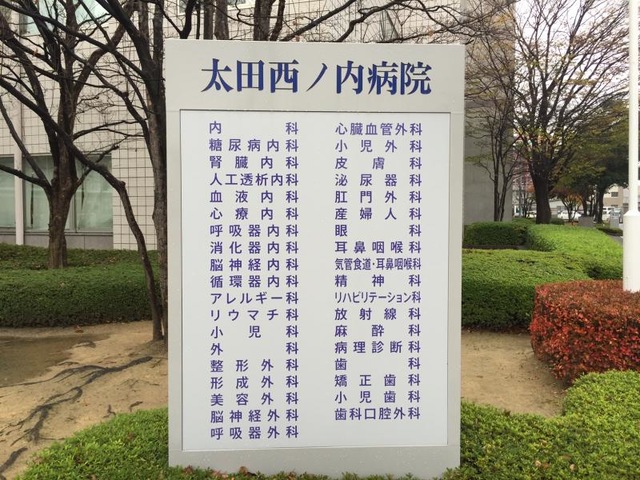 太田西ノ内病院
内科
糖尿病内科
腎臓内科
人工透析内科
血液内科
心療内科
呼吸器内科
消化器内科
脳神経内科
循環器内科
アレルギー科
リウマチ科
小児科
外科
整形外科
形成外科
美容外科
脳神経外科
呼吸器外科
心臓血管外科
小児外科
皮膚科
泌尿器科
肛門外科
産婦人科
眼科
耳鼻咽喉科
気管食道・耳鼻咽喉科
精神科
リハビリテーション科
放射線科
麻酔科
病理診断科
歯科
矯正歯科
小児歯科
歯科口腔外科